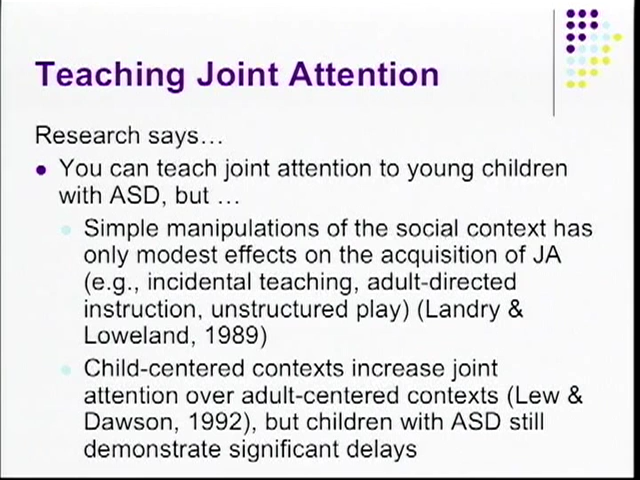 Teaching Joint Attention
Research says…
You can teach joint attention to young children
with ASD, but …
Simple manipulations of the social context has
only modest effects on the acquisition of JA
(e.g., incidental teaching, adult-directed
instruction, unstructured play) (Landry &
Loweland, 1989)
Child-centered contexts increase joint
attention over adult-centered contexts (Lew &
Dawson, 1992), but children with ASD still
demonstrate significant delays